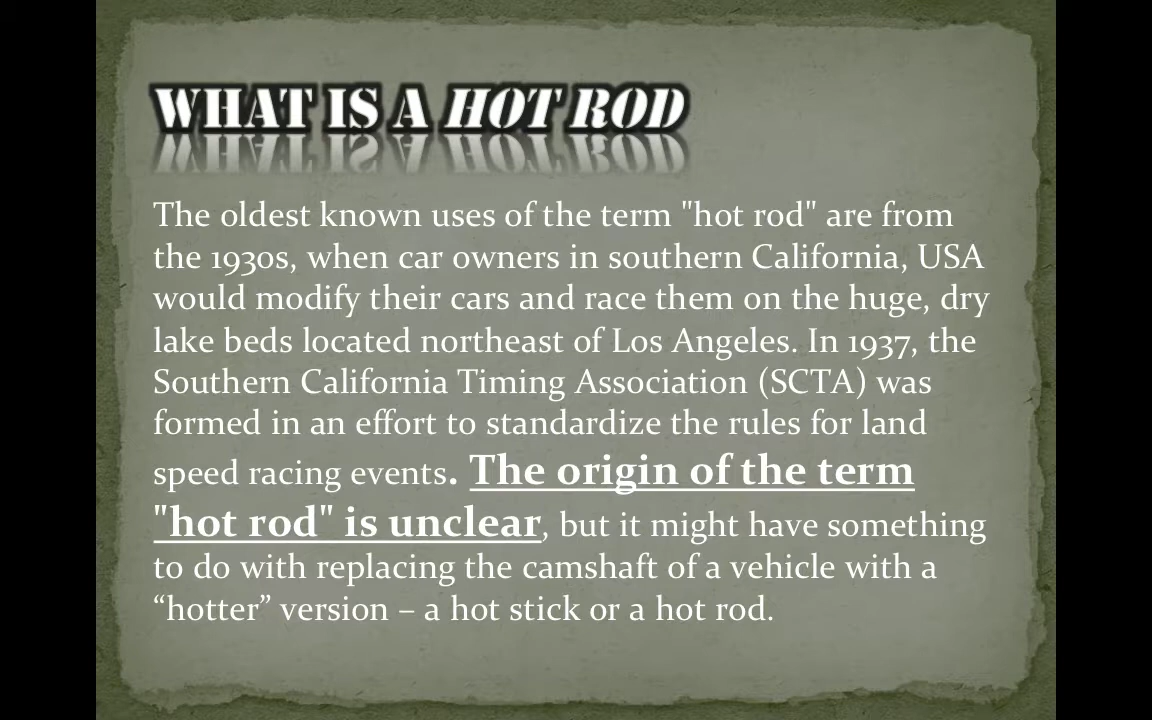 WHAT IS A HOT ROD
The oldest known uses of the term "hot rod" are from
the 1930s, when car owners in southern California, USA
would modify their cars and race them on the huge, dry
lake beds located northeast of Los Angeles. In 1937, the
Southern California Timing Association (SCTA) was
formed in an effort to standardize the rules for land
speed racing events. The origin of the term
"hot rod" is unclear, but it might have something
to do with replacing the camshaft of a vehicle with a
“hotter” version – a hot stick or a hot rod.